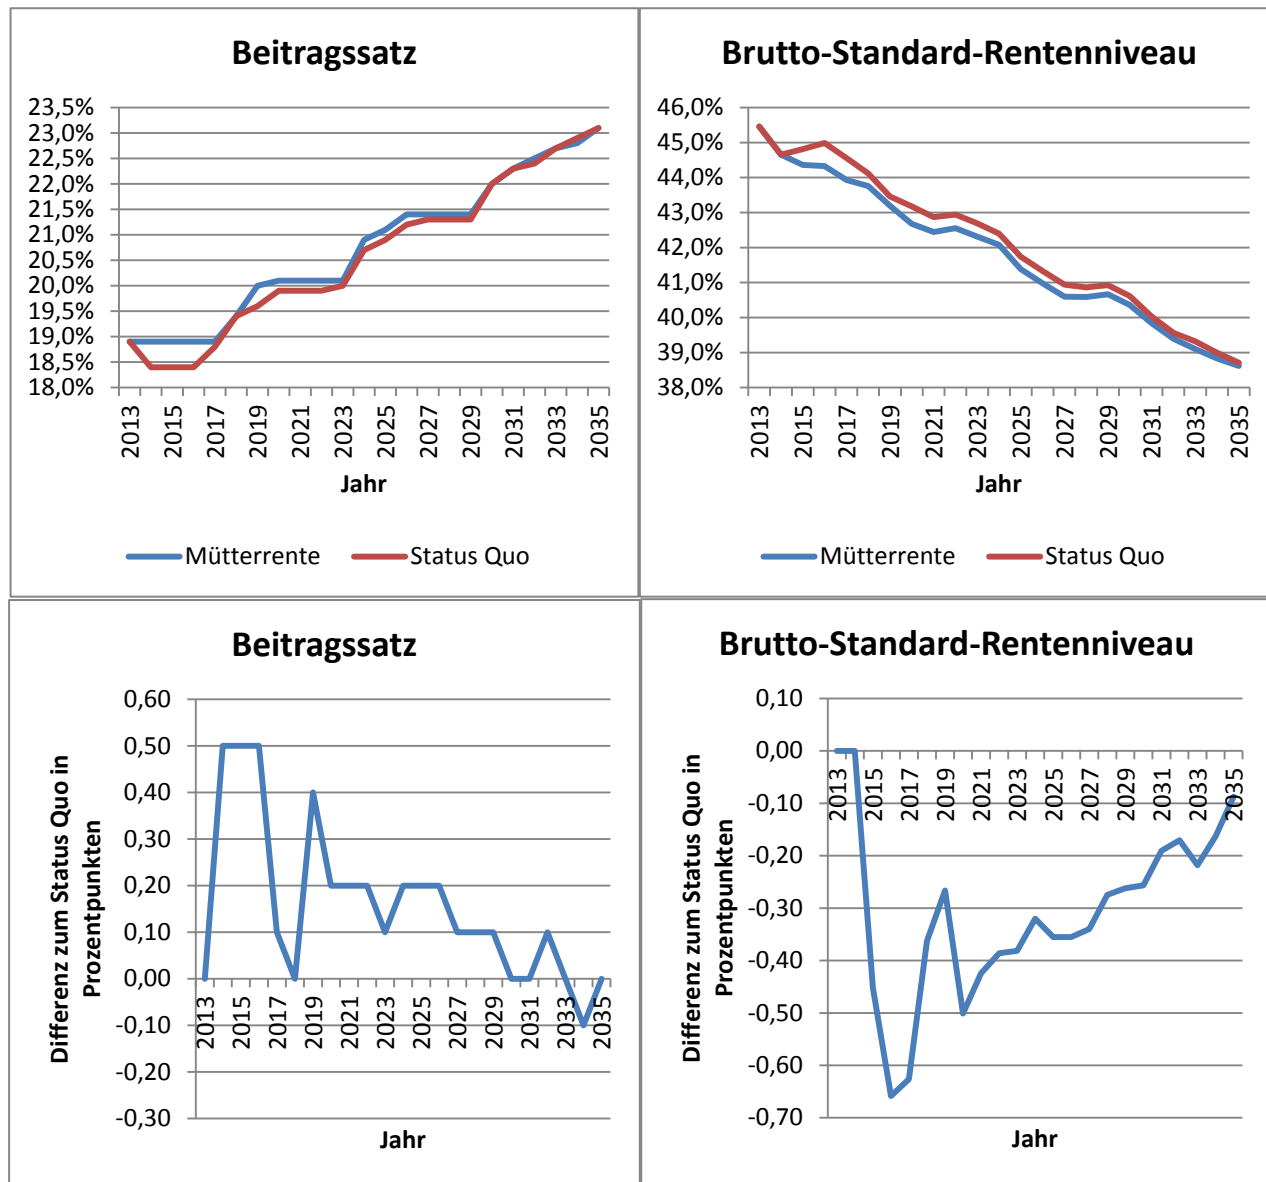 Beitragssatz
23,5%
23,0%
22,5%
22,0%
21,5%
21,0%
20,5%
20,0%
19,5%
19,0%
18,5%
18,0%
2013 2015 2017 2019 2021 2023 2025 2027 2029 2031 2033 2035
Jahr
Mütterrente Status Quo
Brutto-Standard-Rentenniveau
46,0%
45,0%
44,0%
43,0%
42,0%
41,0%
40,0%
39,0%
38,0%
2013 2015 2017 2019 2021 2023 2025 2027 2029 2031 2033 2035
Jahr
Mütterrente Status Quo
Beitragssatz
Differenz zum Status Quo in
Prozentpunkten
0,60
0,50
0,40
0,30
0,20
0,10
0,00
-0,10
-0,20
-0,30
2013 2015 2017 2019 2021 2023 2025 2027 2029 2031 2033 2035
Jahr
Brutto-Standard-Rentenniveau
Differenz zum Status Quo in
Prozentpunkten
0,10
0,00
-0,10
-0,20
-0,30
-0,40
-0,50
-0,60
-0,70
2013 2015 2017 2019 2021 2023 2025 2027 2029 2031 2033 2035
Jahr